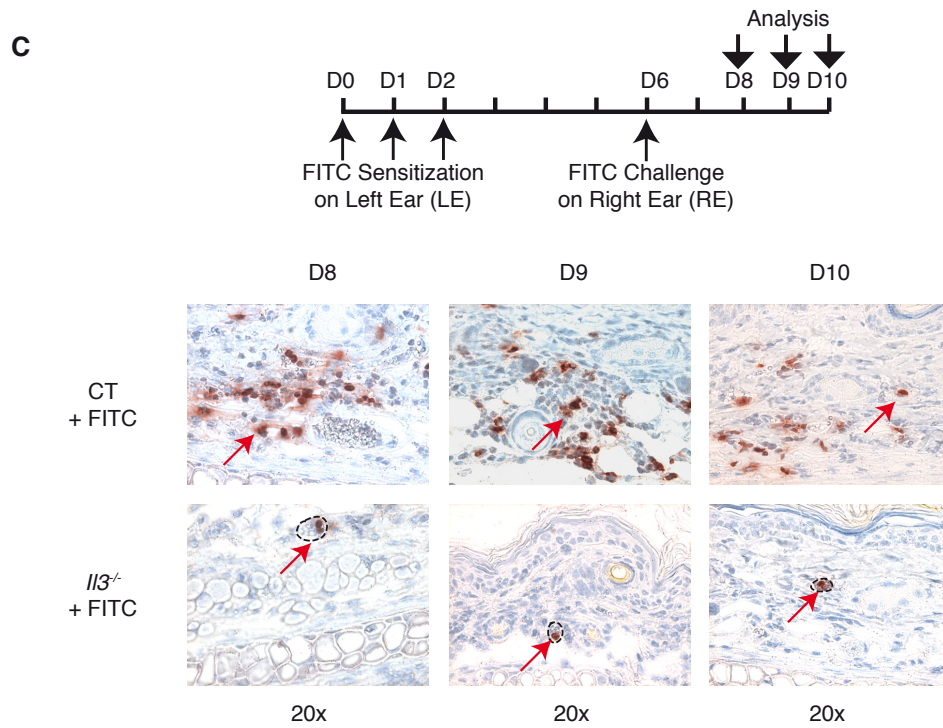 C
Analysis
D0 D1 D2 D6 D8 D9 D10
FITC Sensitization
on Left Ear (LE)
FITC Challenge
on Right Ear (RE)
D8 D9 D10
CT
+ FITC
Il3-/-
+ FITC
20x 20x 20x